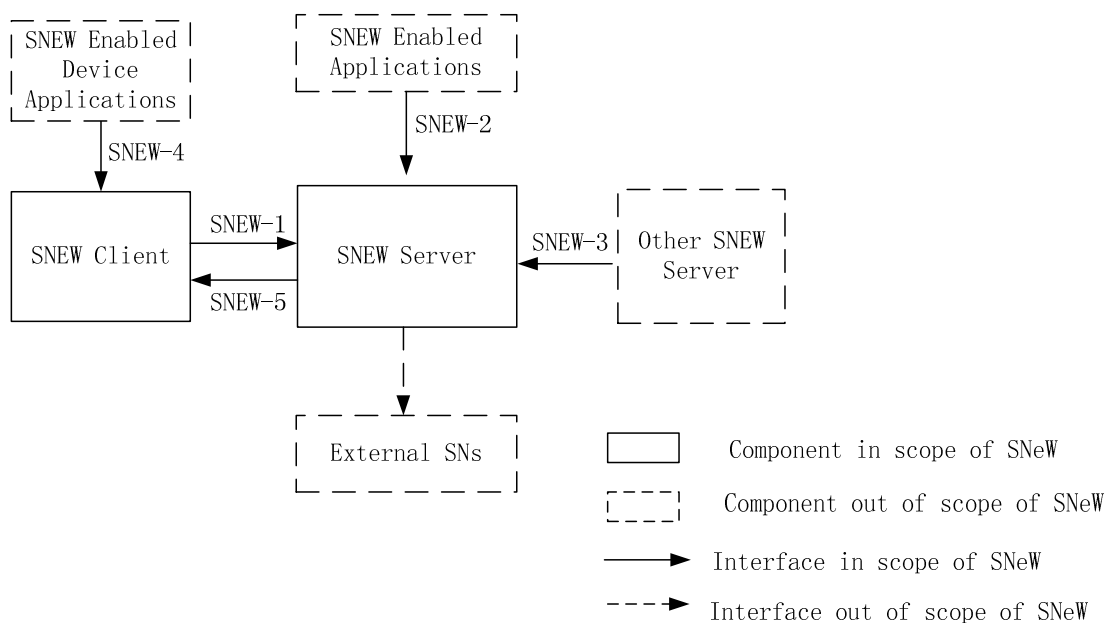 SNEW Enabled
Device
Applications
SNEW Enabled
Applications
SNEW-4
SNEW-2
SNEW Client
SNEW-1
SNEW-5
SNEW Server
SNEW-3
Other SNEW
Server
External SNs
Component in scope of SNeW
Component out of scope of SNeW
Interface in scope of SNeW
Interface out of scope of SNeW